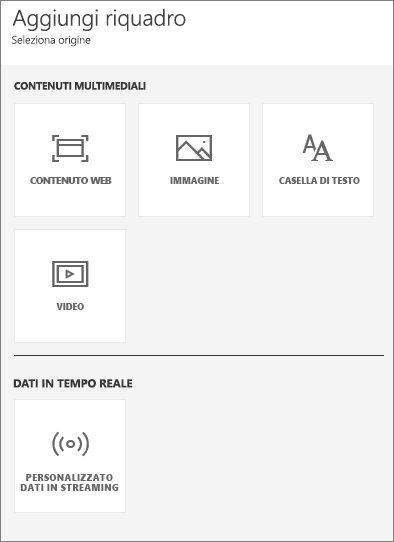 Aggiungi riquadro
Seleziona origine
CONTENUTI MULTIMEDIALI
CONTENUTO WEB
IMMAGINE
AA
CASELLA DI TESTO
VIDEO
DATI IN TEMPO REALE
PERSONALIZZATO
DATI IN STREAMING